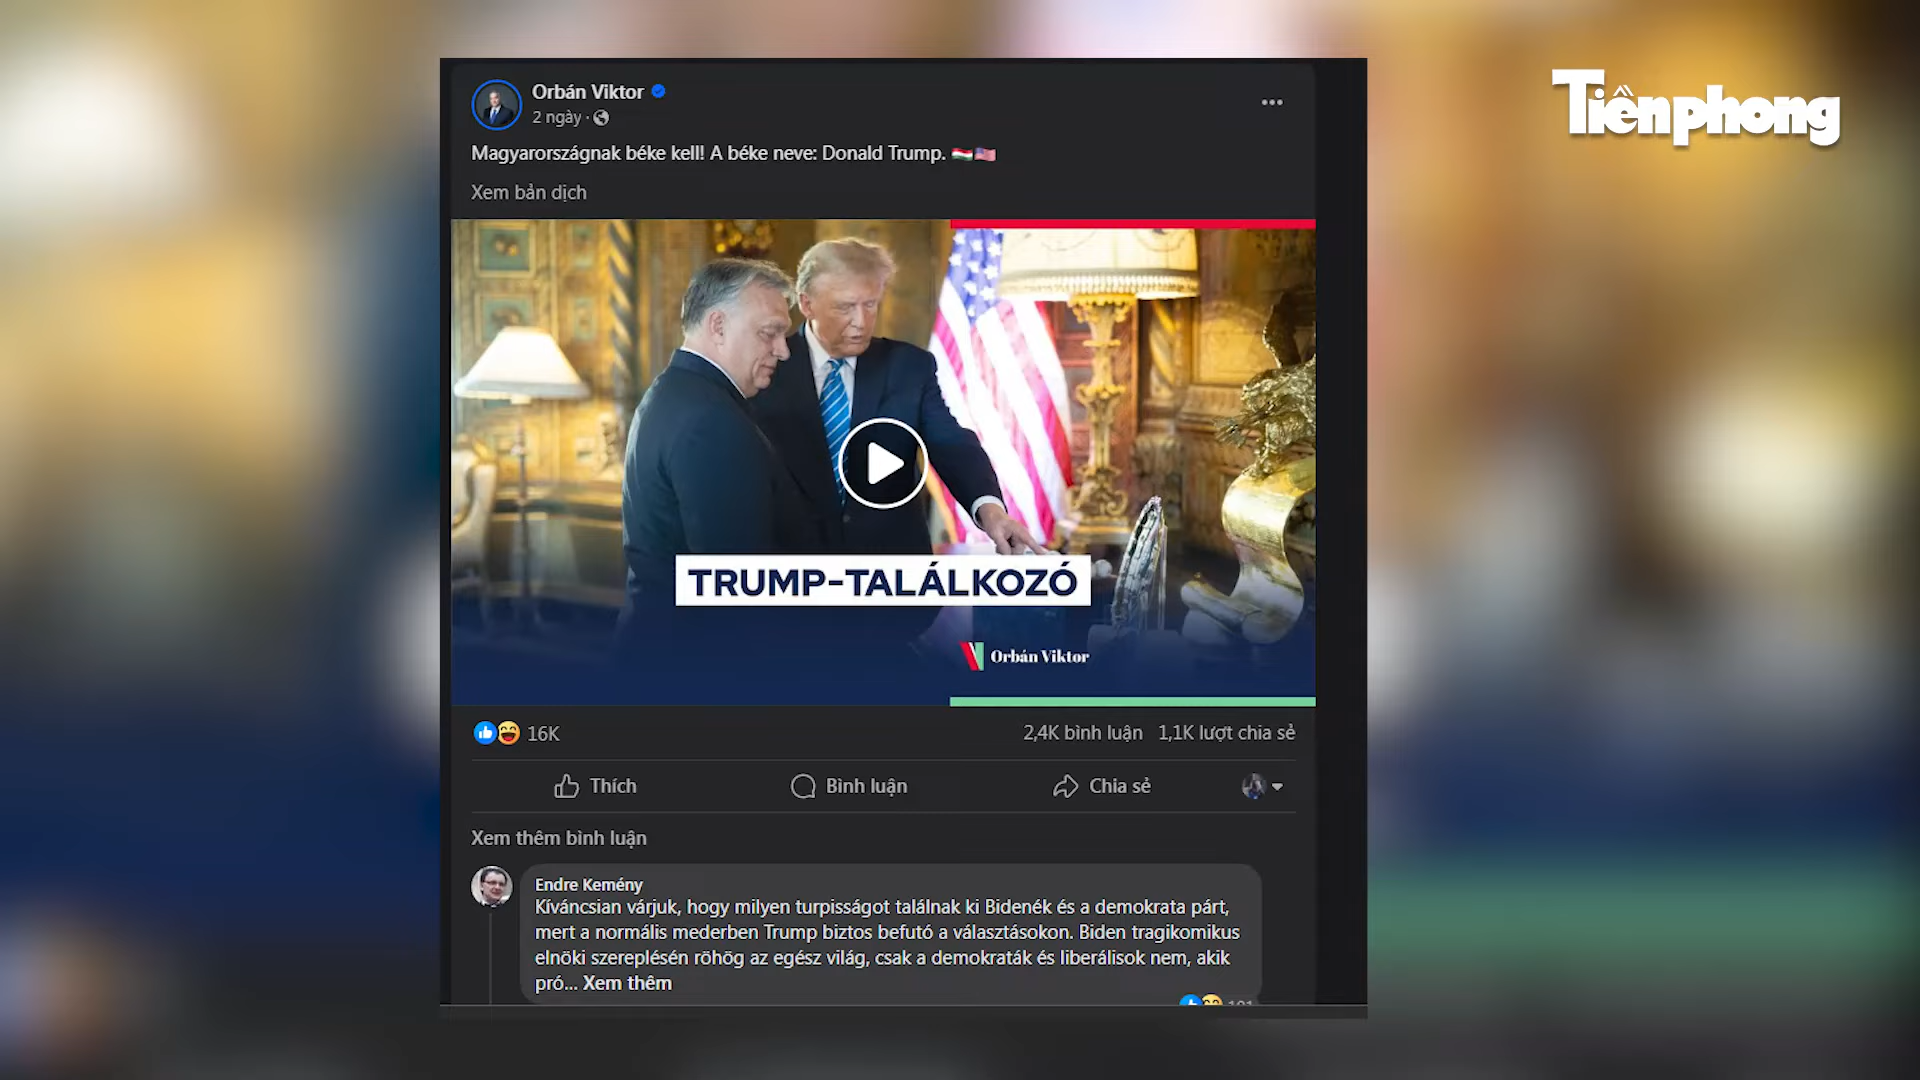 Tiềnphong
Orbán Viktor
2 ngày ·
Magyarországnak béke kell! A béke neve: Donald Trump.
Xem bản dịch
TRUMP-TALÁLKOZÓ
Orbán Viktor
16K
2,4K bình luận 1,1K lượt chia sẻ
Thích
Bình luận
Chia sẻ
Xem thêm bình luận
Endre Kemény
Kíváncsian várjuk, hogy milyen turpisságot találnak ki Bidenék és a demokrata párt,
mert a normális mederben Trump biztos befutó a választásokon. Biden tragikomikus
elnöki szereplésén röhög az egész világ, csak a demokraták és liberálisok nem, akik
pró... Xem thêm